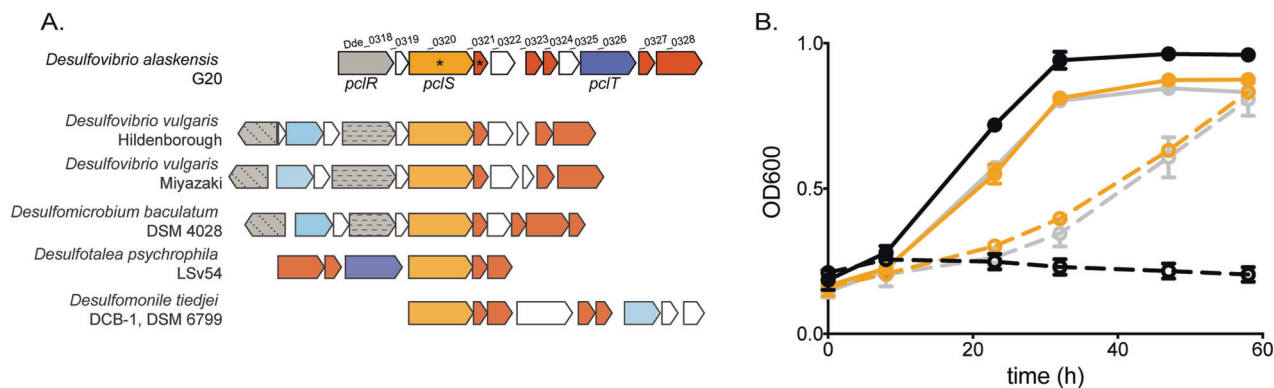 A.
Dde_0318 _0319 _0320 _0321 _0322 _0323 _0324 _0325 _0326 _0327 _0328
Desulfovibrio alaskensis
G20
* *
pclR pclS pclT
Desulfovibrio vulgaris
Hildenborough
Desulfovibrio vulgaris
Miyazaki
Desulfomicrobium baculatum
DSM 4028
Desulfotalea psychrophila
LSv54
Desulfomonile tiedjei
DCB-1, DSM 6799
B.
1.0
0.5
0.0
OD600
0 20 40 60
time (h)